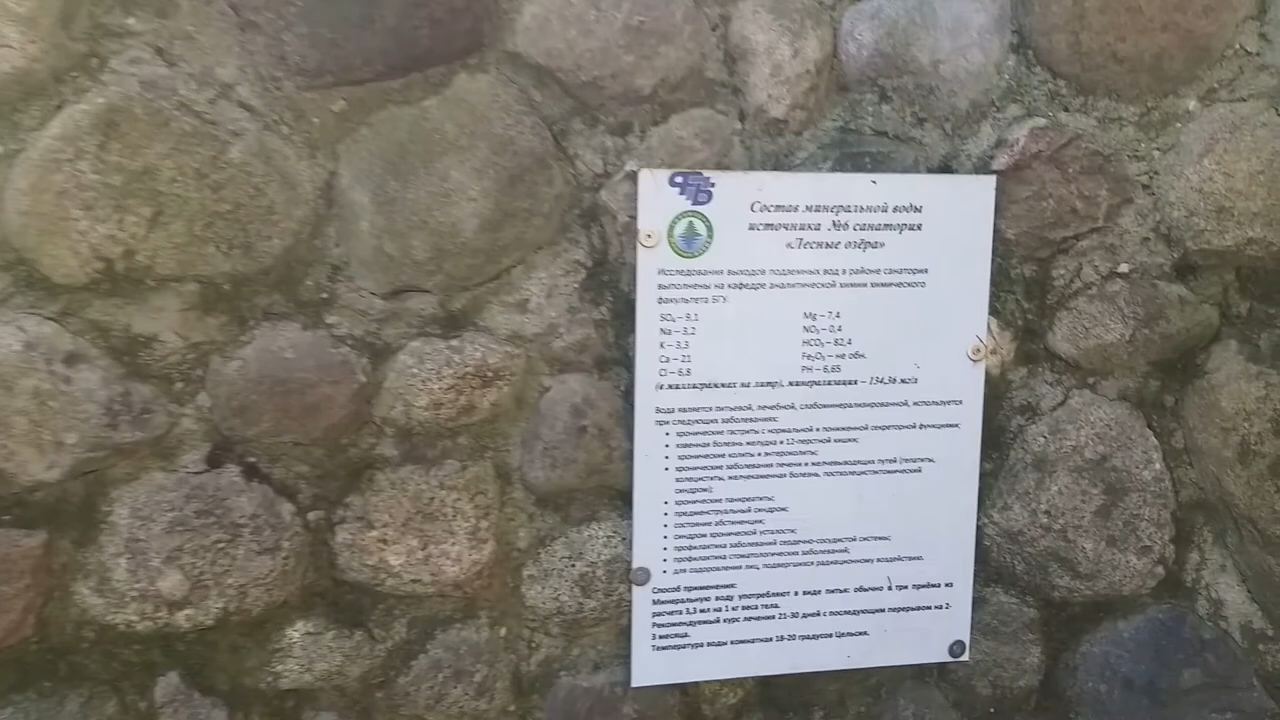 Состав минеральной воды
источника №6 санатория
«Лесные озёра»
Исследования выходов подземных вод в районе санатория
выполнены на кафедре аналитической химии химического
факультета БГУ:
SO₄ – 9,1
Na – 3,2
K – 3,3
Ca – 21
Cl – 6,8
Mg – 7,4
NO₃ – 0,4
HCO₃ – 82,4
Fe₂O₃ – не обн.
PH – 6,65
(в миллиграммах на литр), минерализация – 134,36 мг/л
Вода является питьевой, лечебной, слабоминерализированной, используется
при следующих заболеваниях:
• хронические гастриты с нормальной и пониженной секреторной функциями;
• язвенная болезнь желудка и 12-перстной кишки;
• хронические колиты и энтероколиты;
• хронические заболевания печени и желчевыводящих путей (гепатиты,
холециститы, желчукаменная болезнь, постхолецистэктомический
синдром);
• хронические панкреатиты;
• предменструальный синдром;
• состояние абстиненции;
• синдром хронической усталости;
• профилактика заболеваний сердечно-сосудистой системы;
• профилактика стоматологических заболеваний;
• для оздоровления лиц, подвергшихся радиационному воздействию.
Способ применения:
Минеральную воду употребляют в виде питья: обычно в три приёма из
расчета 3,3 мл на 1 кг веса тела.
Рекомендуемый курс лечения 21-30 дней с последующим перерывом на 2-
3 месяца.
Температура воды комнатная 18-20 градусов Цельсия.